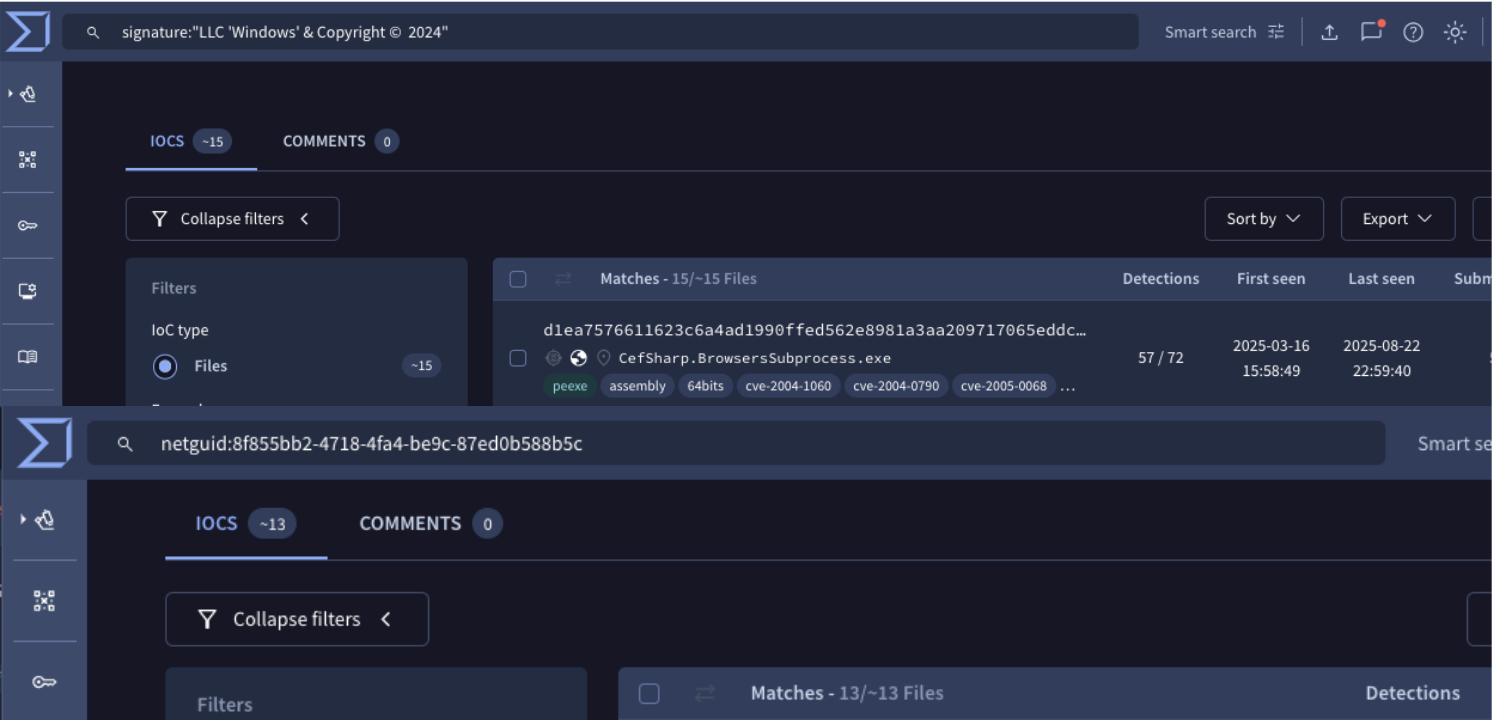 signature:"LLC 'Windows' & Copyright © 2024"
Smart search
IOCS ~15
COMMENTS 0
Collapse filters
Sort by
Export
Filters
IoC type
Files ~15
Matches - 15/~15 Files
Detections
First seen
Last seen
Subm
d1ea7576611623c6a4ad1990ffed562e8981a3aa209717065eddc…
CefSharp.BrowsersSubprocess.exe
57 / 72
2025-03-16
15:58:49
2025-08-22
22:59:40
peexe assembly 64bits cve-2004-1060 cve-2004-0790 cve-2005-0068 ...
netguid:8f855bb2-4718-4fa4-be9c-87ed0b588b5c
Smart se
IOCS ~13
COMMENTS 0
Collapse filters
Filters
Matches - 13/~13 Files
Detections